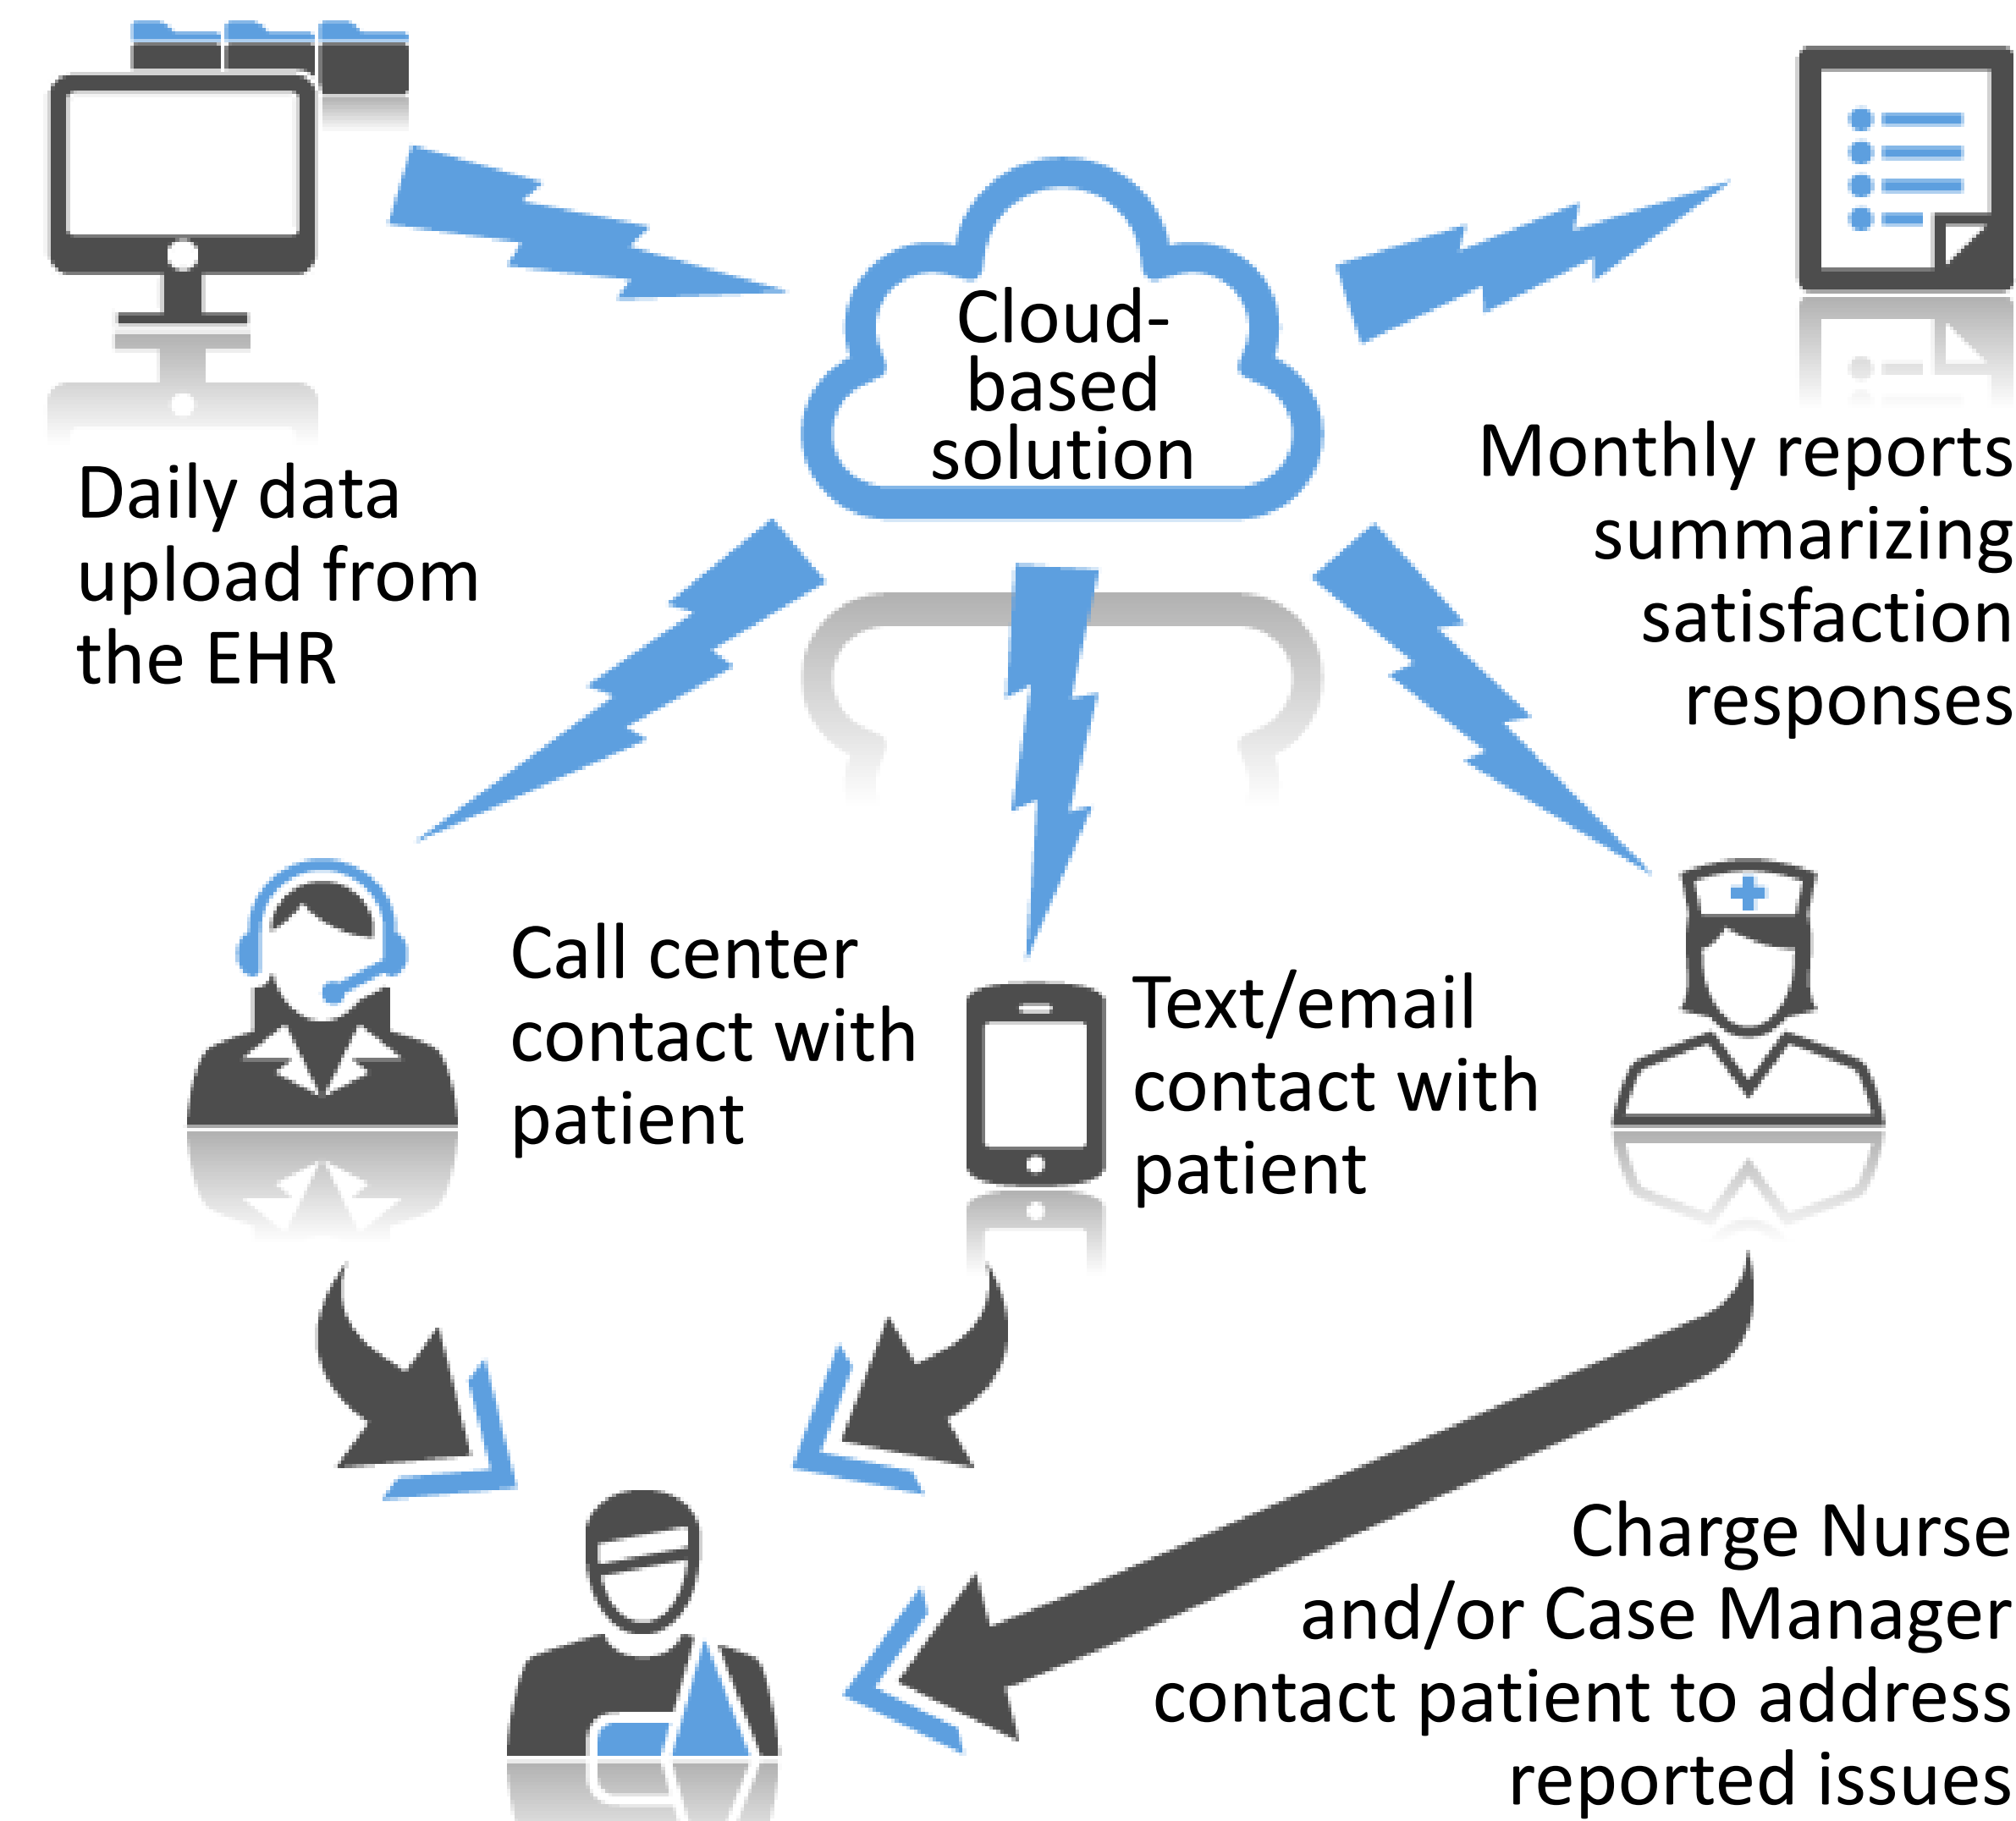 Cloud-
based
solution
Daily data
upload from
the EHR
Monthly reports
summarizing
satisfaction
responses
Call center
contact with
patient
Text/email
contact with
patient
Charge Nurse
and/or Case Manager
contact patient to address
reported issues